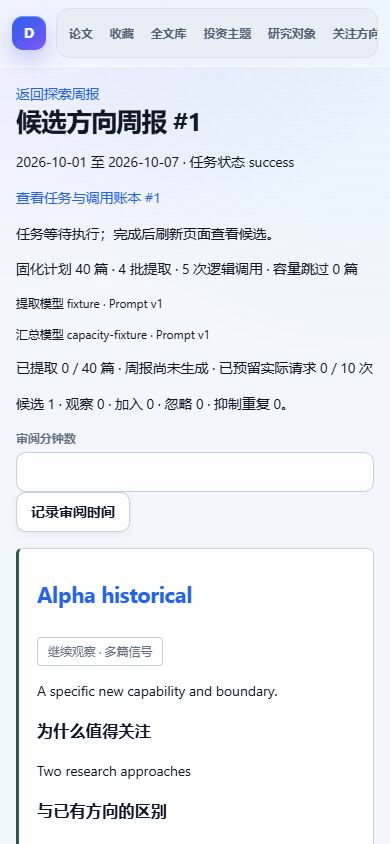 D 论文 收藏 全文库 投资主题 研究对象 关注方向
返回探索周报
候选方向周报 #1
2026-10-01 至 2026-10-07 · 任务状态 success
查看任务与调用账本 #1
任务等待执行；完成后刷新页面查看候选。
固化计划 40 篇 · 4 批提取 · 5 次逻辑调用 · 容量跳过 0 篇
提取模型 fixture · Prompt v1
汇总模型 capacity-fixture · Prompt v1
已提取 0 / 40 篇 · 周报尚未生成 · 已预留实际请求 0 / 10 次
候选 1 · 观察 0 · 加入 0 · 忽略 0 · 抑制重复 0。
审阅分钟数
记录审阅时间
Alpha historical
继续观察 · 多篇信号
A specific new capability and boundary.
为什么值得关注
Two research approaches
与已有方向的区别